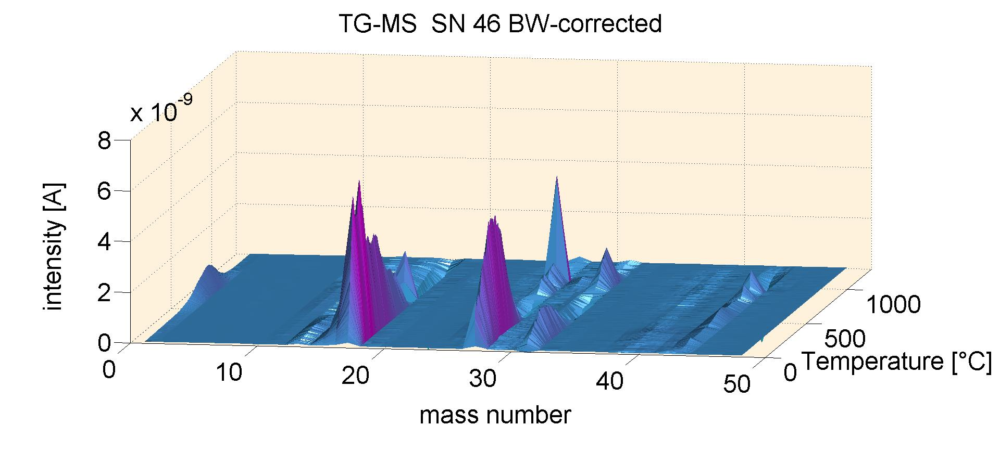 TG-MS  SN 46 BW-corrected
x 10-9
8
6
4
2
0
intensity [A]
0
10
20
30
40
50
mass number
0
500
1000
Temperature [°C]